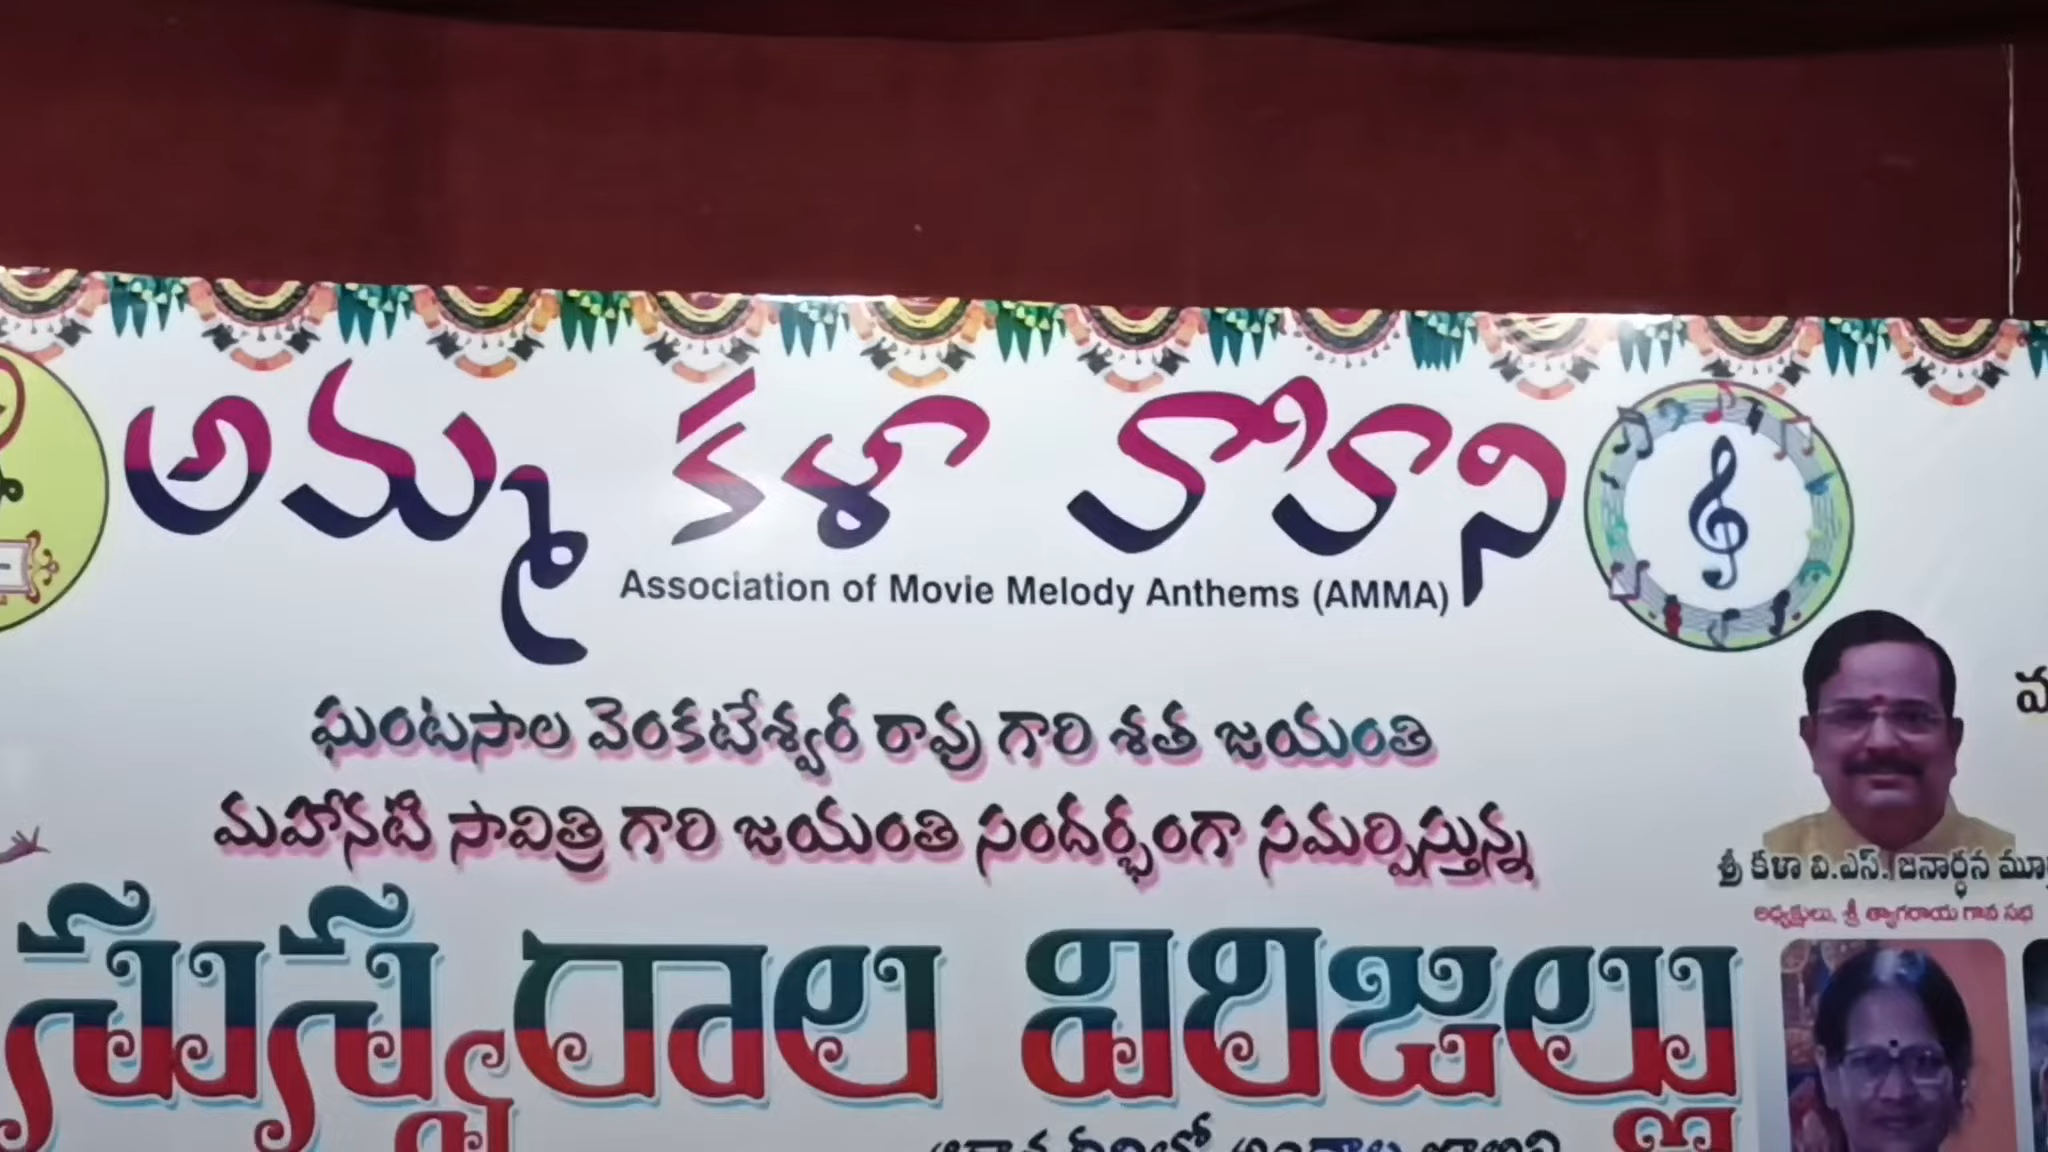 అమ్మ కళా వాహిని
Association of Movie Melody Anthems (AMMA)
ఘంటసాల వెంకటేశ్వర రావు గారి శత జయంతి
మహానటి సావిత్రి గారి జయంతి సందర్భంగా సమర్పిస్తున్న
శ్రీ కళా వి.ఎస్. జనార్ధన
అధ్యక్షులు, శ్రీ త్యాగరాయ గాన సభ
సుస్వరాల విరిజల్లు